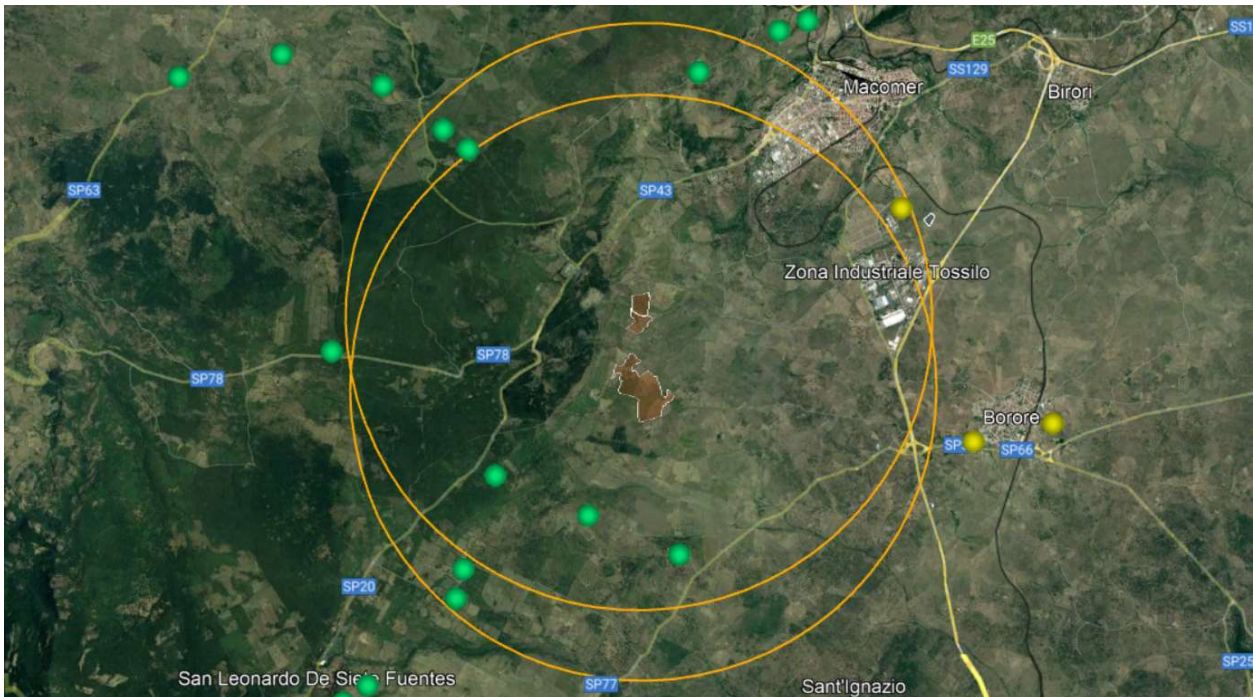 SS1
E25
SS129
Macomer
Birori
SP63
SP43
Zona Industriale Tossilo
SP78
SP78
Borore
SP66
SP20
San Leonardo De Siete Fuentes
SP77
Sant'Ignazio
SP25